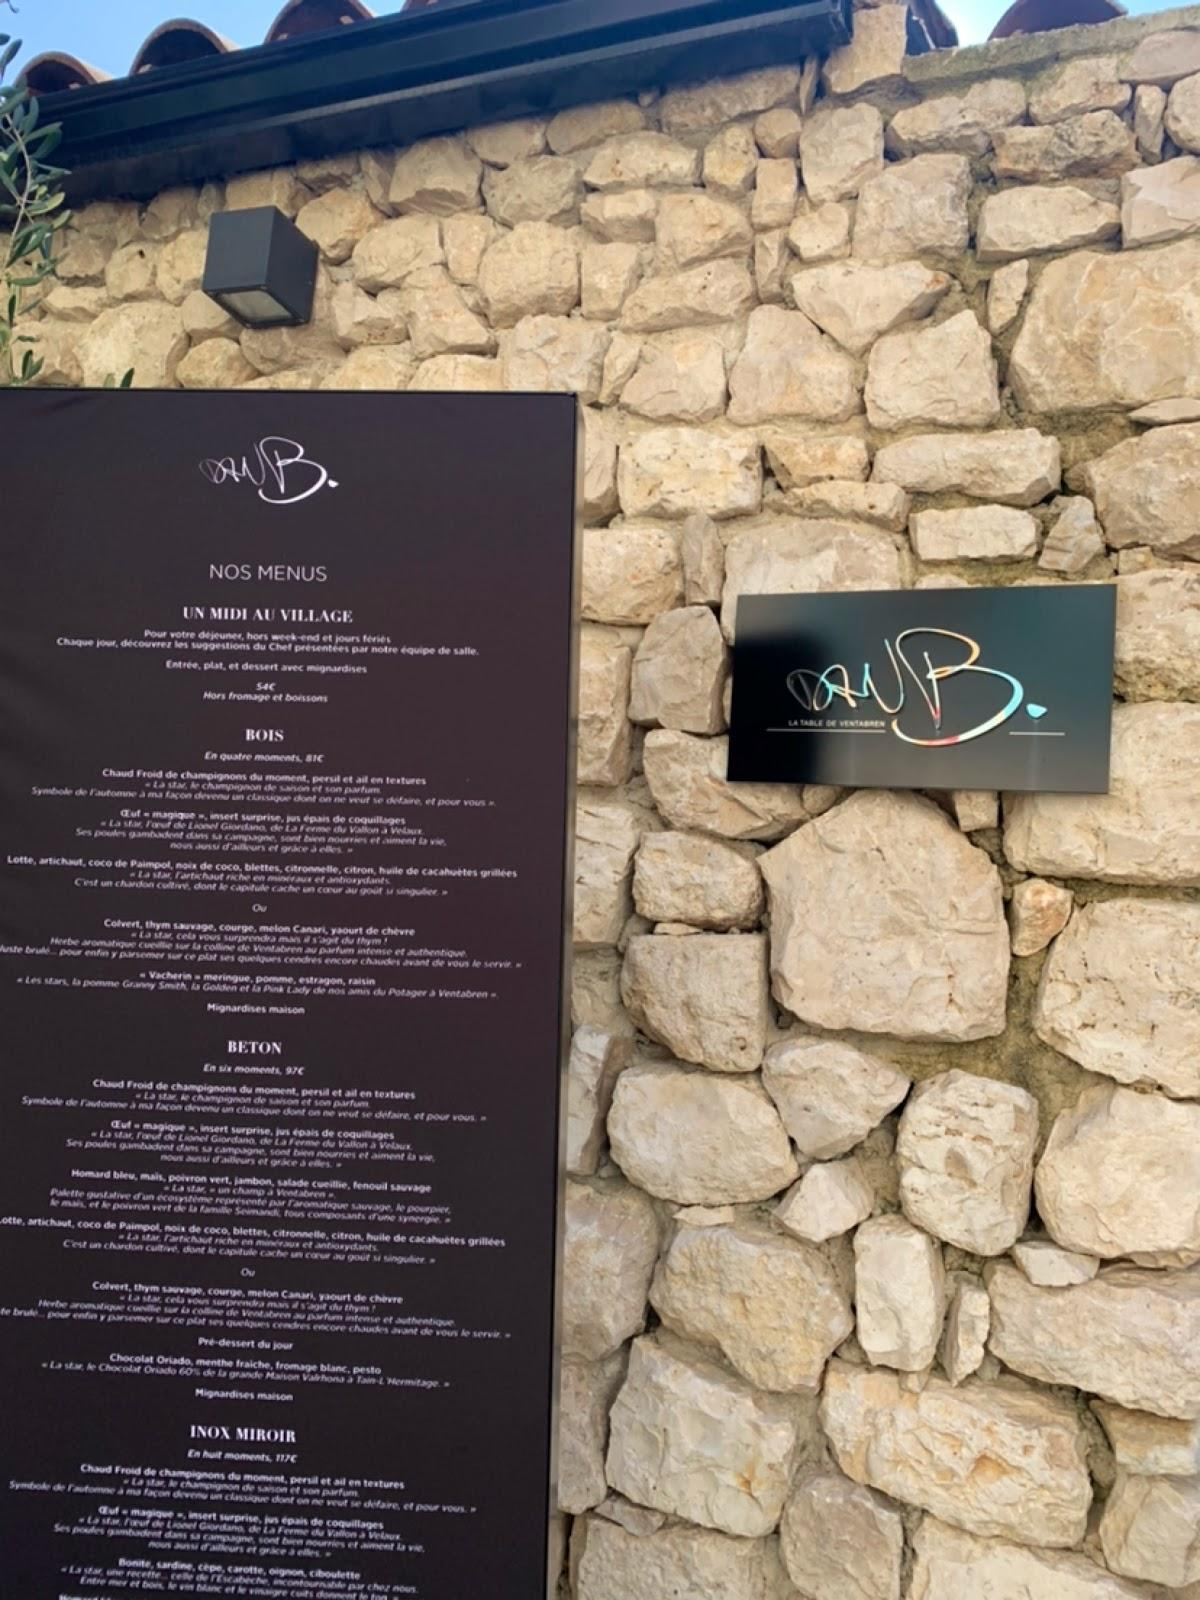 DAN B.
NOS MENUS
UN MIDI AU VILLAGE
Pour votre déjeuner, hors week-end et jours fériés
Chaque jour, découvrez les suggestions du Chef présentées par notre équipe de salle.
Entrée, plat, et dessert avec mignardises
54€
Hors fromage et boissons
BOIS
En quatre moments, 81€
Chaud Froid de champignons du moment, persil et ail en textures
« La star, le champignon de saison et son parfum.
Symbole de l'automne à ma façon devenu un classique dont on ne veut se défaire, et pour vous ».
Œuf « magique », insert surprise, jus épais de coquillages
« La star, l'œuf de Lionel Giordano, de La Ferme du Vallon à Velaux.
Ses poules gambadent dans sa campagne, sont bien nourries et aiment la vie,
nous aussi d'ailleurs et grâce à elles. »
Lotte, artichaut, coco de Paimpol, noix de coco, blettes, citronnelle, citron, huile de cacahuètes grillées
« La star, l'artichaut riche en minéraux et antioxydants.
C'est un chardon cultivé, dont le capitule cache un cœur au goût si singulier. »
Ou
Colvert, thym sauvage, courge, melon Canari, yaourt de chèvre
« La star, cela vous surprendra mais il s'agit du thym !
Herbe aromatique cueillie sur la colline de Ventabren au parfum intense et authentique.
Juste brulé... pour enfin y parsemer sur ce plat ses quelques cendres encore chaudes avant de vous le servir. »
« Vacherin » meringue, pomme, estragon, raisin
« Les stars, la pomme Granny Smith, la Golden et la Pink Lady de nos amis du Potager à Ventabren ».
Mignardises maison
BETON
En six moments, 97€
Chaud Froid de champignons du moment, persil et ail en textures
« La star, le champignon de saison et son parfum.
Symbole de l'automne à ma façon devenu un classique dont on ne veut se défaire, et pour vous. »
Œuf « magique », insert surprise, jus épais de coquillages
« La star, l'œuf de Lionel Giordano, de La Ferme du Vallon à Velaux.
Ses poules gambadent dans sa campagne, sont bien nourries et aiment la vie,
nous aussi d'ailleurs et grâce à elles. »
Homard bleu, maïs, poivron vert, jambon, salade cueillie, fenouil sauvage
« La star, « un champ à Ventabren ».
Palette gustative d'un écosystème représenté par l'aromatique sauvage, le pourpier,
le maïs, et le poivron vert de la famille Seimandi, tous composants d'une synergie. »
Lotte, artichaut, coco de Paimpol, noix de coco, blettes, citronnelle, citron, huile de cacahuètes grillées
« La star, l'artichaut riche en minéraux et antioxydants.
C'est un chardon cultivé, dont le capitule cache un cœur au goût si singulier. »
Ou
Colvert, thym sauvage, courge, melon Canari, yaourt de chèvre
« La star, cela vous surprendra mais il s'agit du thym !
Herbe aromatique cueillie sur la colline de Ventabren au parfum intense et authentique.
brulé... pour enfin y parsemer sur ce plat ses quelques cendres encore chaudes avant de vous le servir. »
Pré-dessert du jour
Chocolat Oriado, menthe fraîche, fromage blanc, pesto
« La star, le Chocolat Oriado 60% de la grande Maison Valrhona à Tain-L'Hermitage. »
Mignardises maison
INOX MIROIR
En huit moments, 117€
Chaud Froid de champignons du moment, persil et ail en textures
« La star, le champignon de saison et son parfum.
Symbole de l'automne à ma façon devenu un classique dont on ne veut se défaire, et pour vous. »
Œuf « magique », insert surprise, jus épais de coquillages
« La star, l'œuf de Lionel Giordano, de La Ferme du Vallon à Velaux.
Ses poules gambadent dans sa campagne, sont bien nourries et aiment la vie,
nous aussi d'ailleurs et grâce à elles. »
Bonite, sardine, cèpe, carotte, oignon, ciboulette
« La star, une recette... celle de l'Escabèche, incontournable par chez nous.
Entre mer et bois, le vin blanc et le vinaigre cuits donnent le ton. »
DAN B.
LA TABLE DE VENTABREN